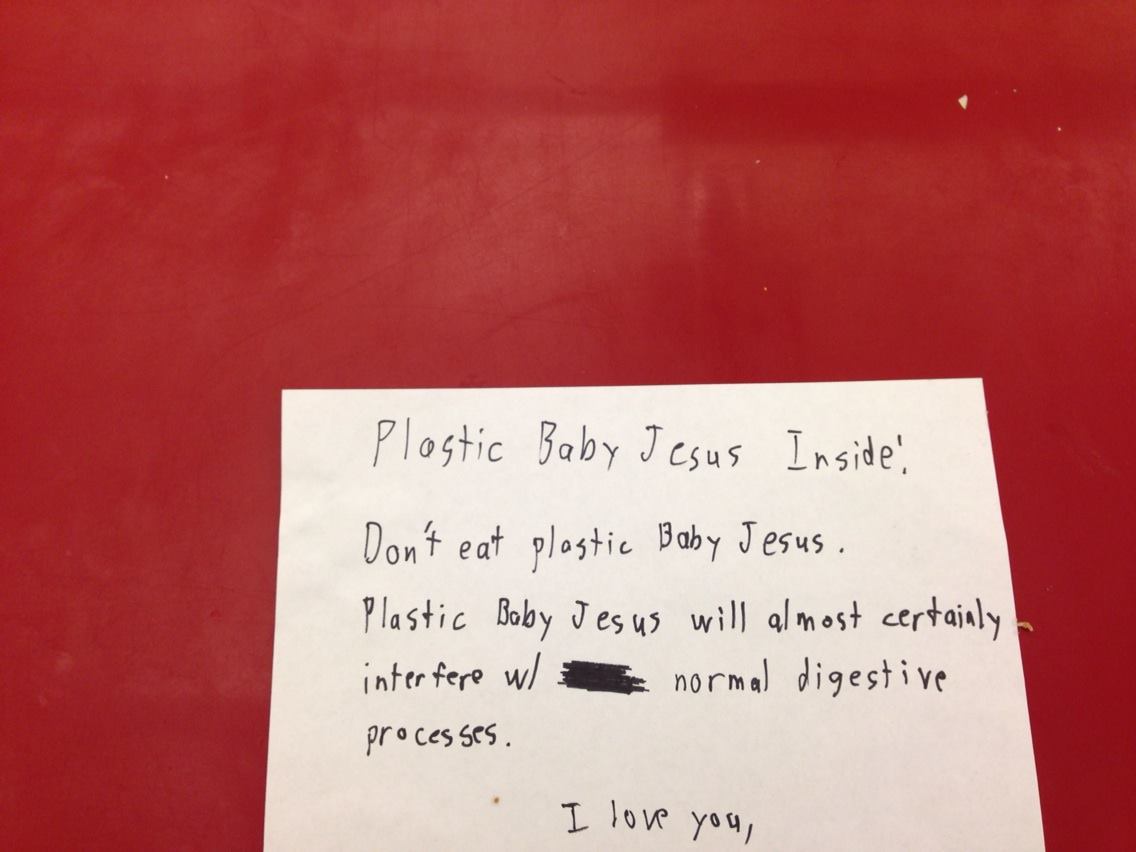 Plastic Baby Jesus Inside!
Don't eat plastic Baby Jesus.
Plastic Baby Jesus will almost certainly
interfere w/ normal digestive
processes.
I love you,